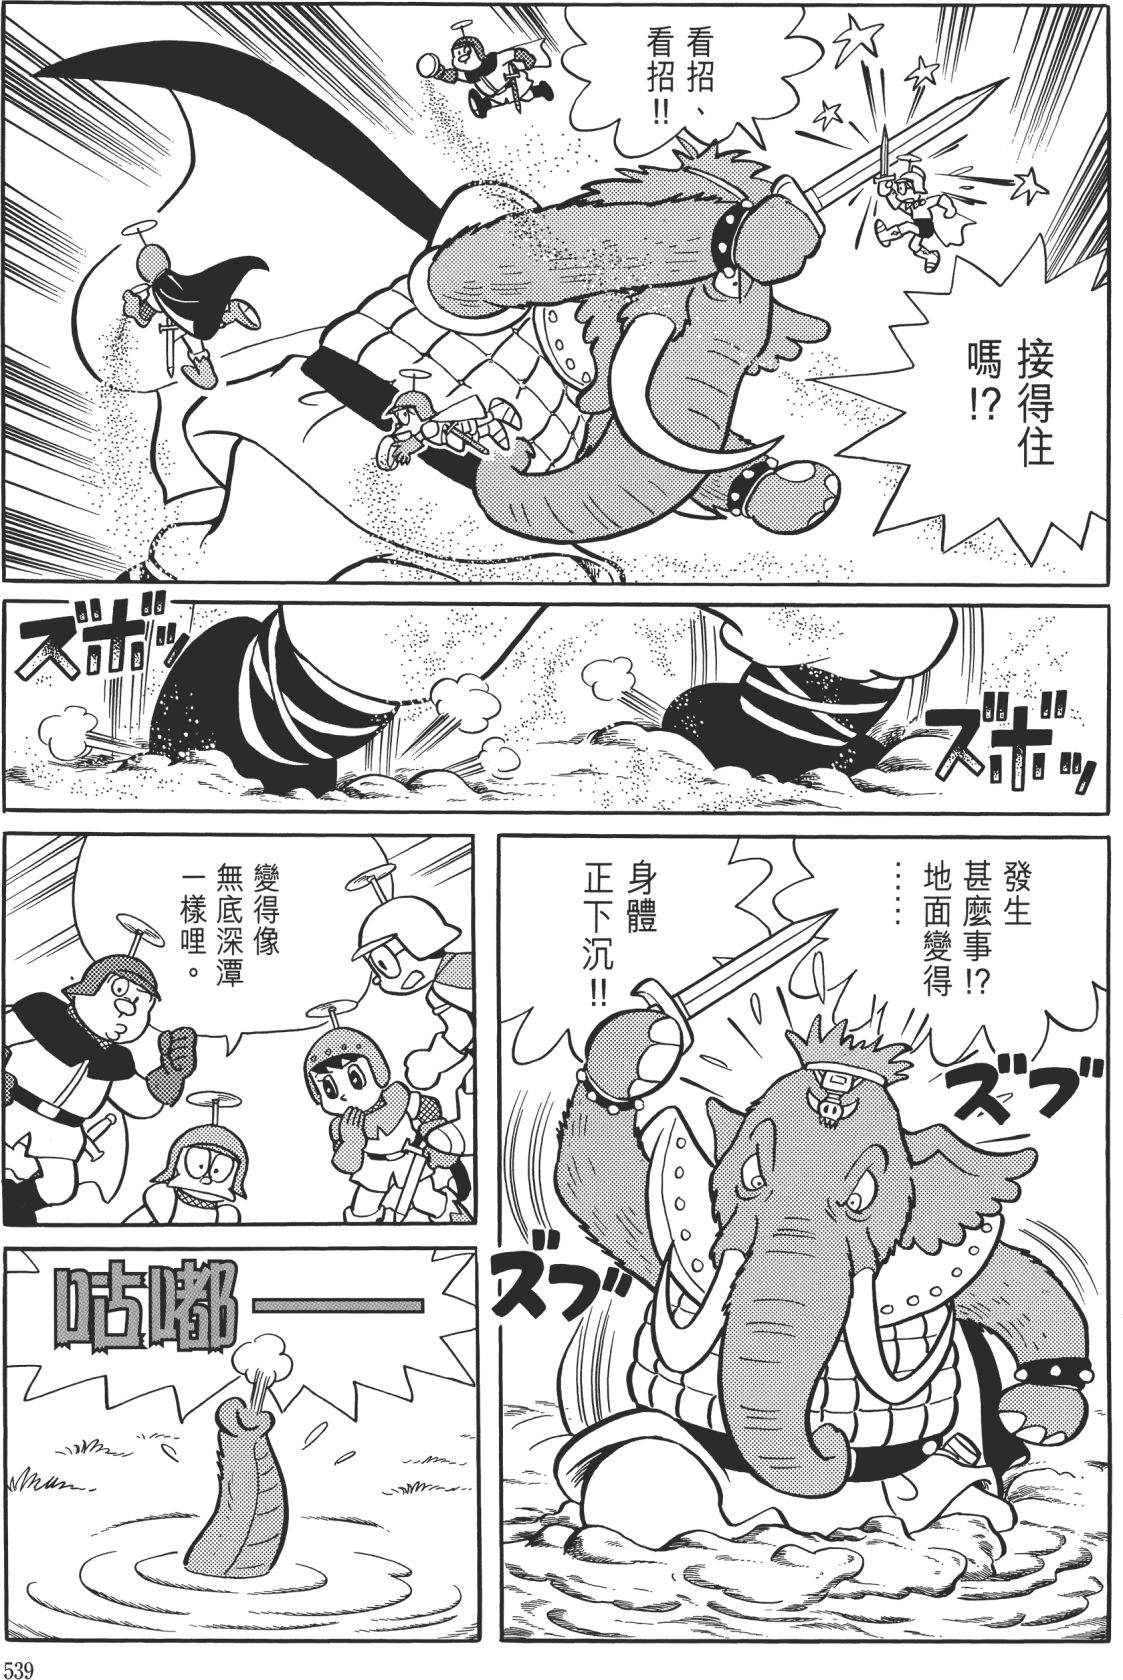 看招、
看招!!
接得住
嗎!?
ズボッ
ズボッ
發生
甚麼事!?
地面變得
……
身體
正下沉!!
ズブ
ズブ
變得像
無底深潭
一樣哩。
咕嘟——
539